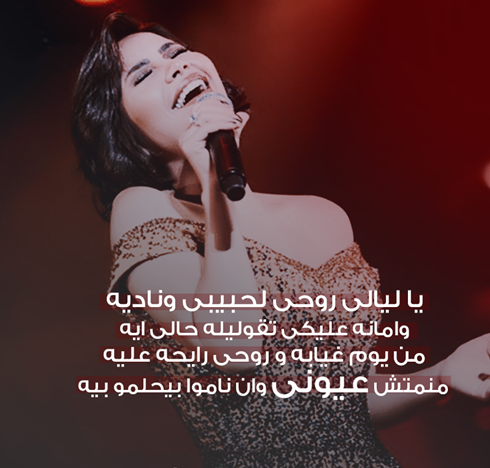 يا ليالى روحى لحبيبى وناديه
وامانه عليكى تقوليله حالى ايه
من يوم غيابه و روحى رايحه عليه
منمتش عيونى وان ناموا بيحلمو بيه